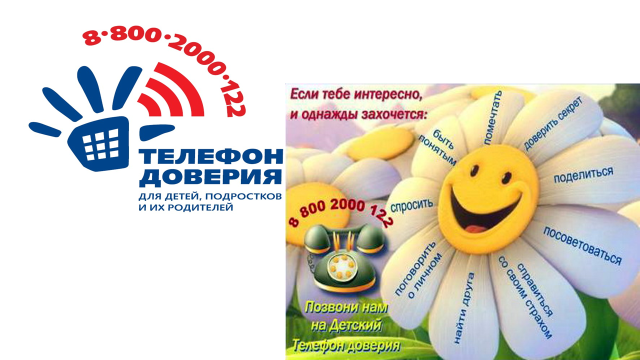 8·800·2000·122
ТЕЛЕФОН
ДОВЕРИЯ
ДЛЯ ДЕТЕЙ, ПОДРОСТКОВ
И ИХ РОДИТЕЛЕЙ
Если тебе интересно,
и однажды захочется:
быть
понятым
помечтать
доверить секрет
поделиться
посоветоваться
справиться
со своим страхом
найти друга
поговорить
о личном
спросить
8 800 2000 122
Позвони нам
на Детский
Телефон доверия